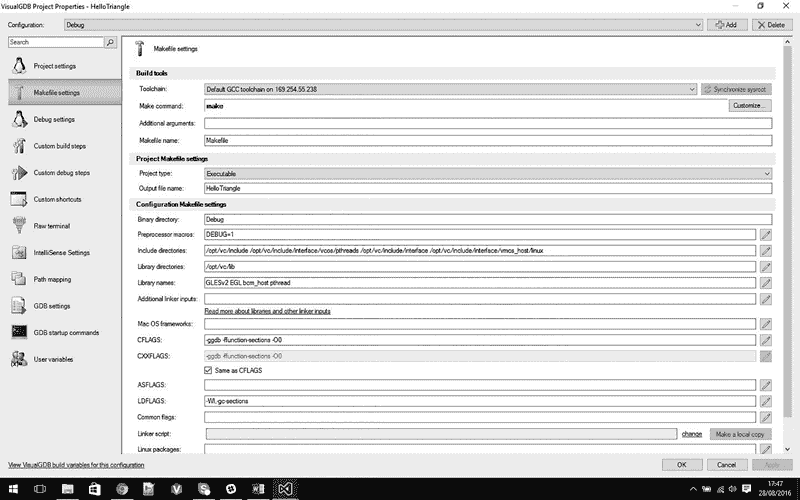 VisualGDB Project Properties - HelloTriangle
Configuration: Debug Add Delete
Search
Project settings
Makefile settings
Debug settings
Custom build steps
Custom debug steps
Custom shortcuts
Raw terminal
IntelliSense Settings
Path mapping
GDB settings
GDB startup commands
User variables
Makefile settings
Build tools
Toolchain: Default GCC toolchain on 169.254.55.238 Synchronize sysroot
Make command: make Customize...
Additional arguments:
Makefile name: Makefile
Project Makefile settings
Project type: Executable
Output file name: HelloTriangle
Configuration Makefile settings
Binary directory: Debug
Preprocessor macros: DEBUG=1
Include directories: /opt/vc/include /opt/vc/include/interface/vcos/pthreads /opt/vc/include/interface /opt/vc/include/interface/vmcs_host/linux
Library directories: /opt/vc/lib
Library names: GLESv2 EGL bcm_host pthread
Additional linker inputs:
Read more about libraries and other linker inputs
Mac OS frameworks:
CFLAGS: -ggdb -ffunction-sections -O0
CXXFLAGS: -ggdb -ffunction-sections -O0
Same as CFLAGS
ASFLAGS:
LDFLAGS: -Wl,-gc-sections
Common flags:
Linker script: change Make a local copy
Linux packages:
View VisualGDB build variables for this configuration
OK Cancel Apply
17:47
28/08/2016